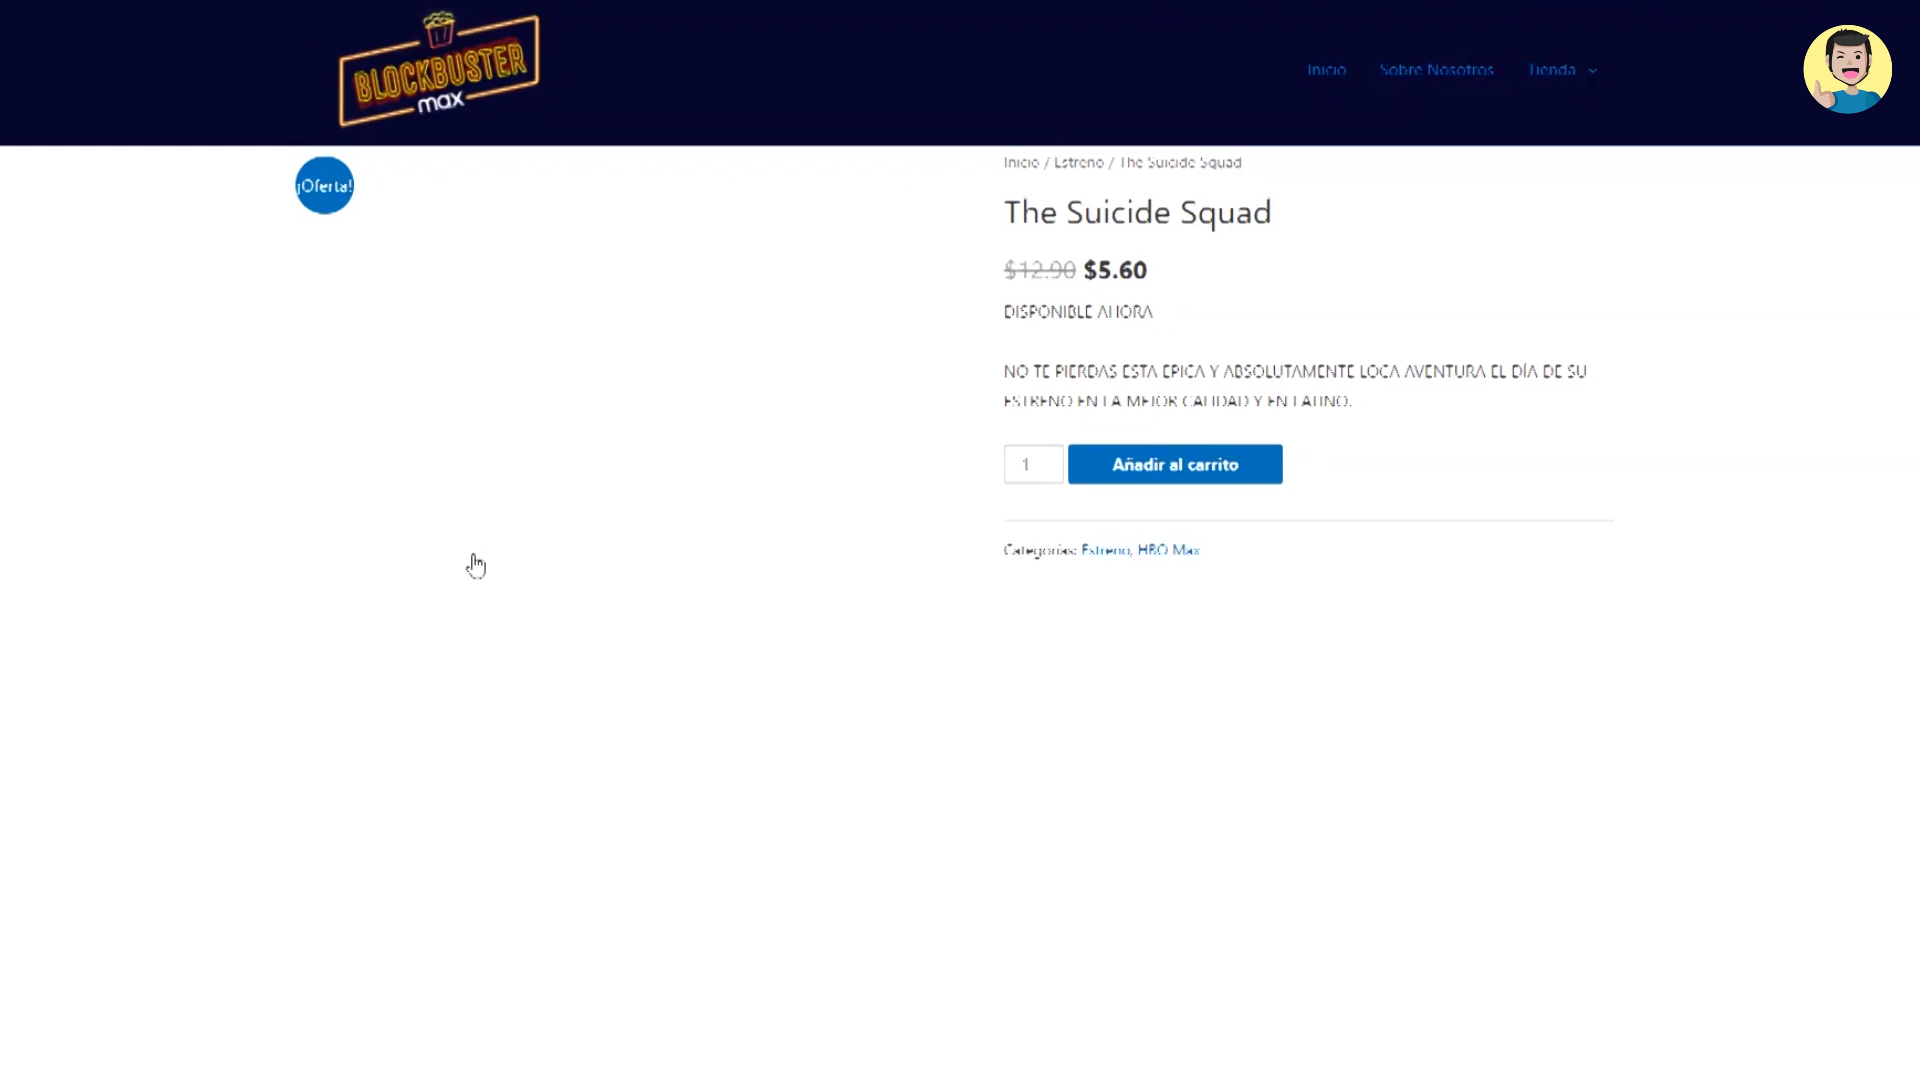 BLOCKBUSTER
max
Inicio
Sobre Nosotros
Tienda
¡Oferta!
Inicio / Estreno / The Suicide Squad
The Suicide Squad
$12.90 $5.60
DISPONIBLE AHORA
NO TE PIERDAS ESTA EPICA Y ABSOLUTAMENTE LOCA AVENTURA EL DÍA DE SU
ESTRENO EN LA MEJOR CALIDAD Y EN LATINO.
1
Añadir al carrito
Categorías: Estreno, HBO Max